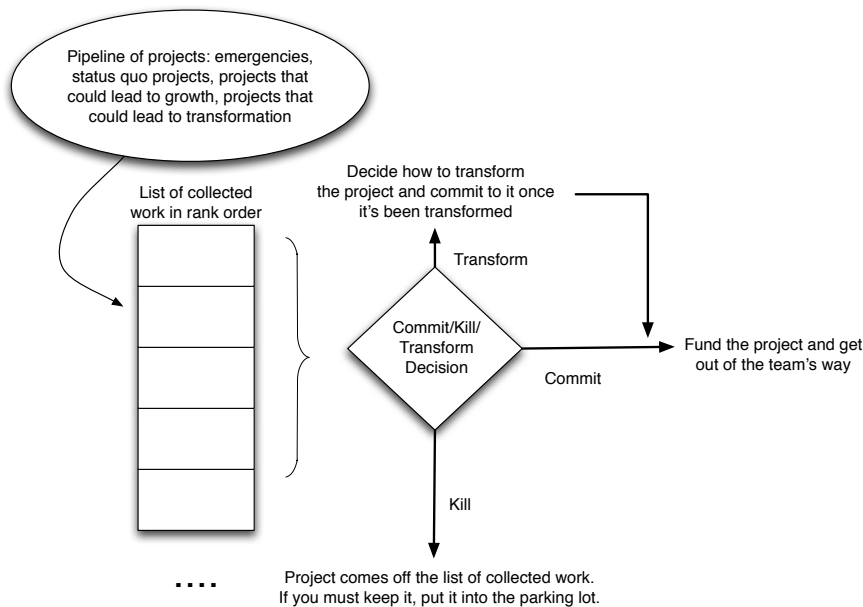 Pipeline of projects: emergencies,
status quo projects, projects that
could lead to growth, projects that
could lead to transformation
List of collected
work in rank order
Decide how to transform
the project and commit to it once
it's been transformed
Transform
Commit/Kill/
Transform
Decision
Commit
Fund the project and get
out of the team's way
Kill
....
Project comes off the list of collected work.
If you must keep it, put it into the parking lot.